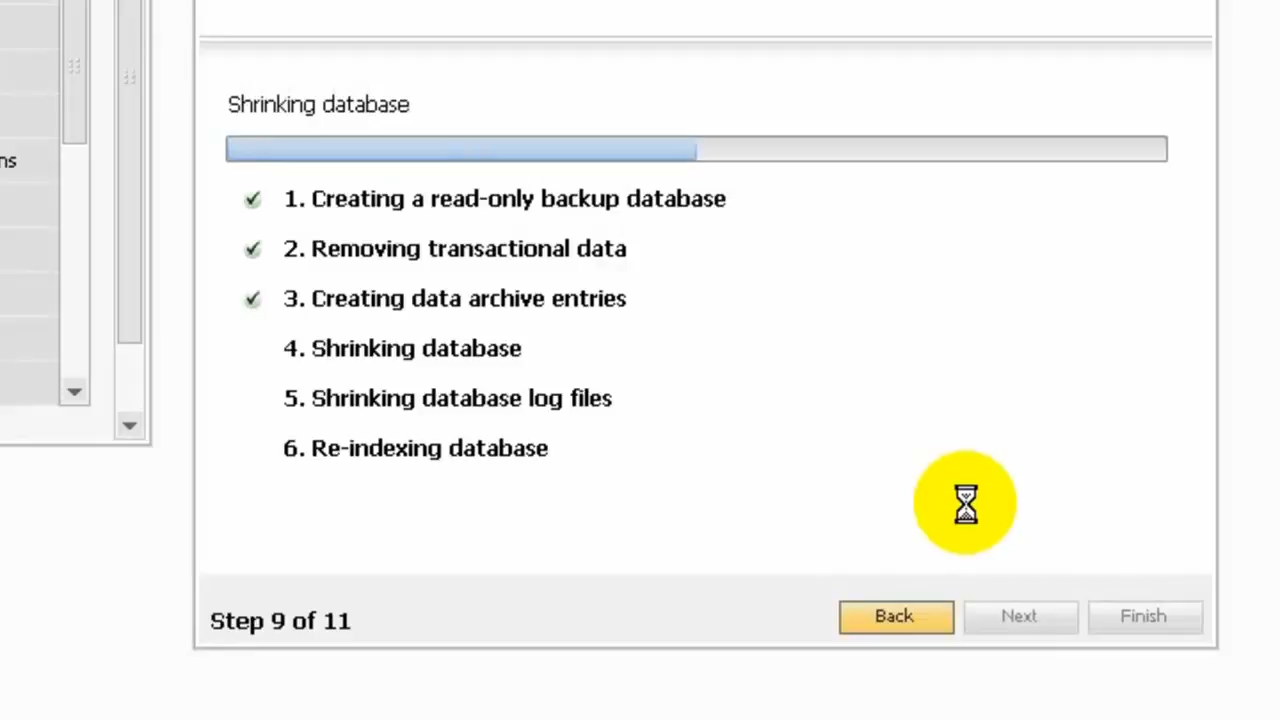 ns
Shrinking database
1. Creating a read-only backup database
2. Removing transactional data
3. Creating data archive entries
4. Shrinking database
5. Shrinking database log files
6. Re-indexing database
Step 9 of 11
Back
Next
Finish